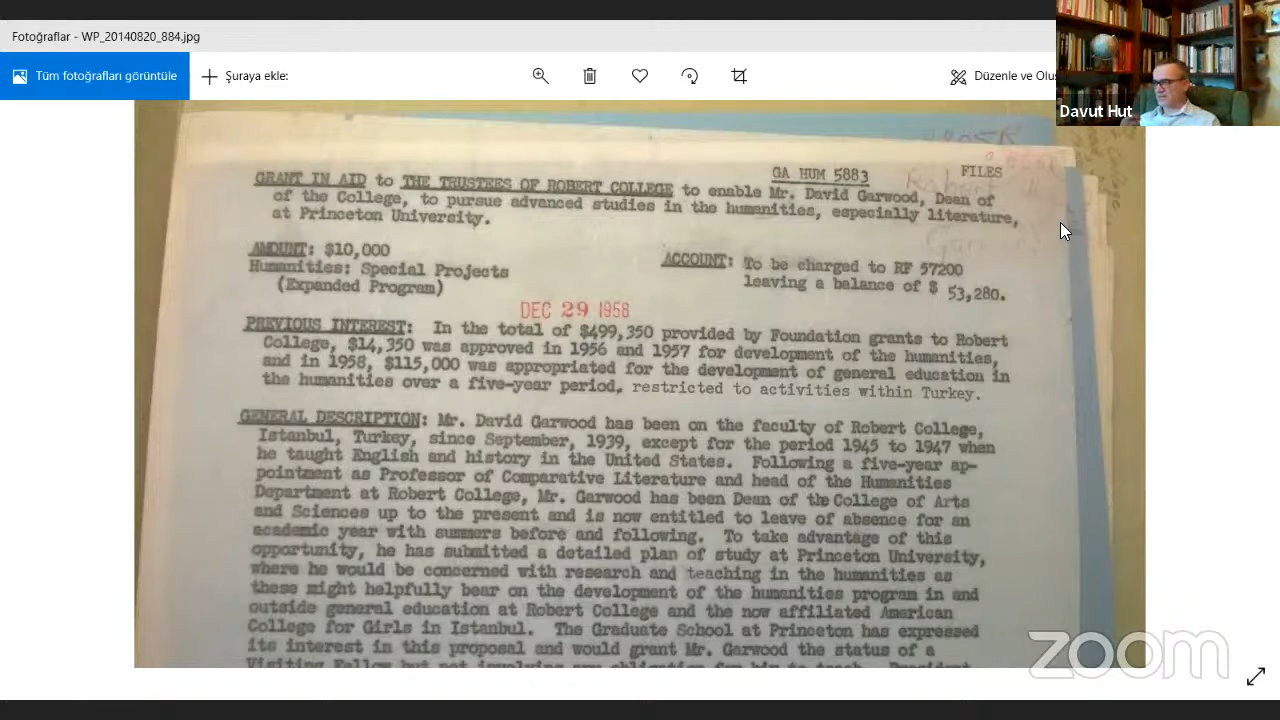 Fotoğraflar - WP_20140820_884.jpg
Tüm fotoğrafları görüntüle
Şuraya ekle:
Düzenle ve Olu
Davut Hut
GA HUM 5883
FILES
GRANT IN AID to THE TRUSTEES OF ROBERT COLLEGE to enable Mr. David Garwood, Dean of
of the College, to pursue advanced studies in the humanities, especially literature,
at Princeton University.
AMOUNT: $10,000
Humanities: Special Projects
(Expanded Program)
ACCOUNT: To be charged to RF 57200
leaving a balance of $ 53,280.
DEC 29 1958
PREVIOUS INTEREST: In the total of $499,350 provided by Foundation grants to Robert
College, $14,350 was approved in 1956 and 1957 for development of the humanities,
and in 1958, $115,000 was appropriated for the development of general education in
the humanities over a five-year period, restricted to activities within Turkey.
GENERAL DESCRIPTION: Mr. David Garwood has been on the faculty of Robert College,
Istanbul, Turkey, since September, 1939, except for the period 1945 to 1947 when
he taught English and history in the United States. Following a five-year ap-
pointment as Professor of Comparative Literature and head of the Humanities
Department at Robert College, Mr. Garwood has been Dean of the College of Arts
and Sciences up to the present and is now entitled to leave of absence for an
academic year with summers before and following. To take advantage of this
opportunity, he has submitted a detailed plan of study at Princeton University,
where he would be concerned with research and teaching in the humanities as
these might helpfully bear on the development of the humanities program in and
outside general education at Robert College and the now affiliated American
College for Girls in Istanbul. The Graduate School at Princeton has expressed
its interest in this proposal and would grant Mr. Garwood the status of a
Visiting Fellow but not involving any obligation for him to teach. President
zoom